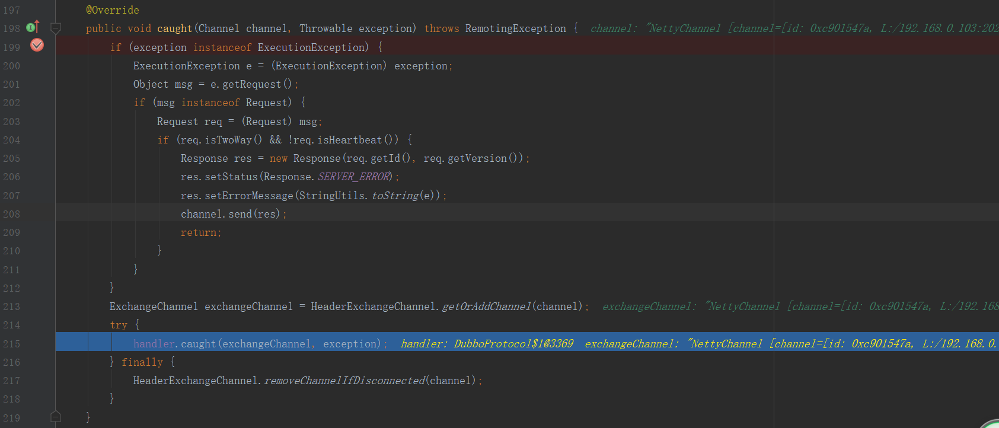 197 @Override
198 public void caught(Channel channel, Throwable exception) throws RemotingException { channel: "NettyChannel [channel=[id: 0xc901547a, L:/192.168.0.103:202
199 if (exception instanceof ExecutionException) {
200 ExecutionException e = (ExecutionException) exception;
201 Object msg = e.getRequest();
202 if (msg instanceof Request) {
203 Request req = (Request) msg;
204 if (req.isTwoWay() && !req.isHeartbeat()) {
205 Response res = new Response(req.getId(), req.getVersion());
206 res.setStatus(Response.SERVER_ERROR);
207 res.setErrorMessage(StringUtils.toString(e));
208 channel.send(res);
209 return;
210 }
211 }
212 }
213 ExchangeChannel exchangeChannel = HeaderExchangeChannel.getOrAddChannel(channel); exchangeChannel: "NettyChannel [channel=[id: 0xc901547a, L:/192.168
214 try {
215 handler.caught(exchangeChannel, exception); handler: DubboProtocol$1@3369 exchangeChannel: "NettyChannel [channel=[id: 0xc901547a, L:/192.168.0.
216 } finally {
217 HeaderExchangeChannel.removeChannelIfDisconnected(channel);
218 }
219 }